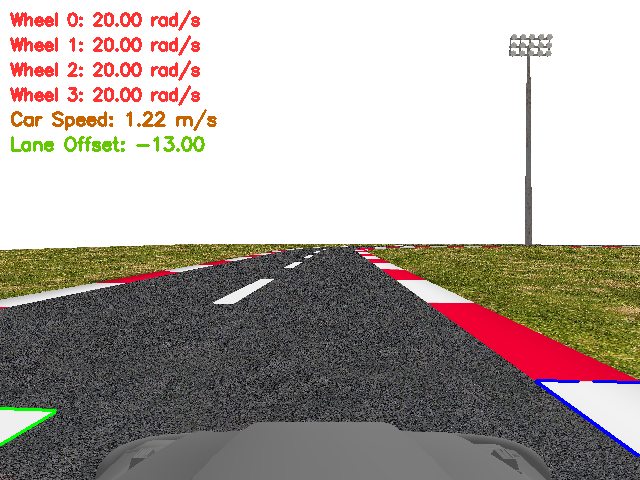 Wheel 0: 20.00 rad/s
Wheel 1: 20.00 rad/s
Wheel 2: 20.00 rad/s
Wheel 3: 20.00 rad/s
Car Speed: 1.22 m/s
Lane Offset: -13.00